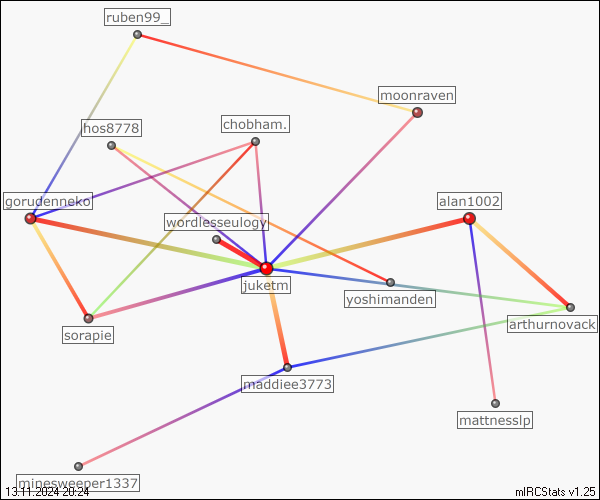 ruben99_
moonraven
chobham.
hos8778
gorudenneko
alan1002
wordlesseulogy
juketm
yoshimanden
arthurnovack
sorapie
maddiee3773
mattnesslp
minesweeper1337
13.11.2024 20:24
mIRCStats v1.25